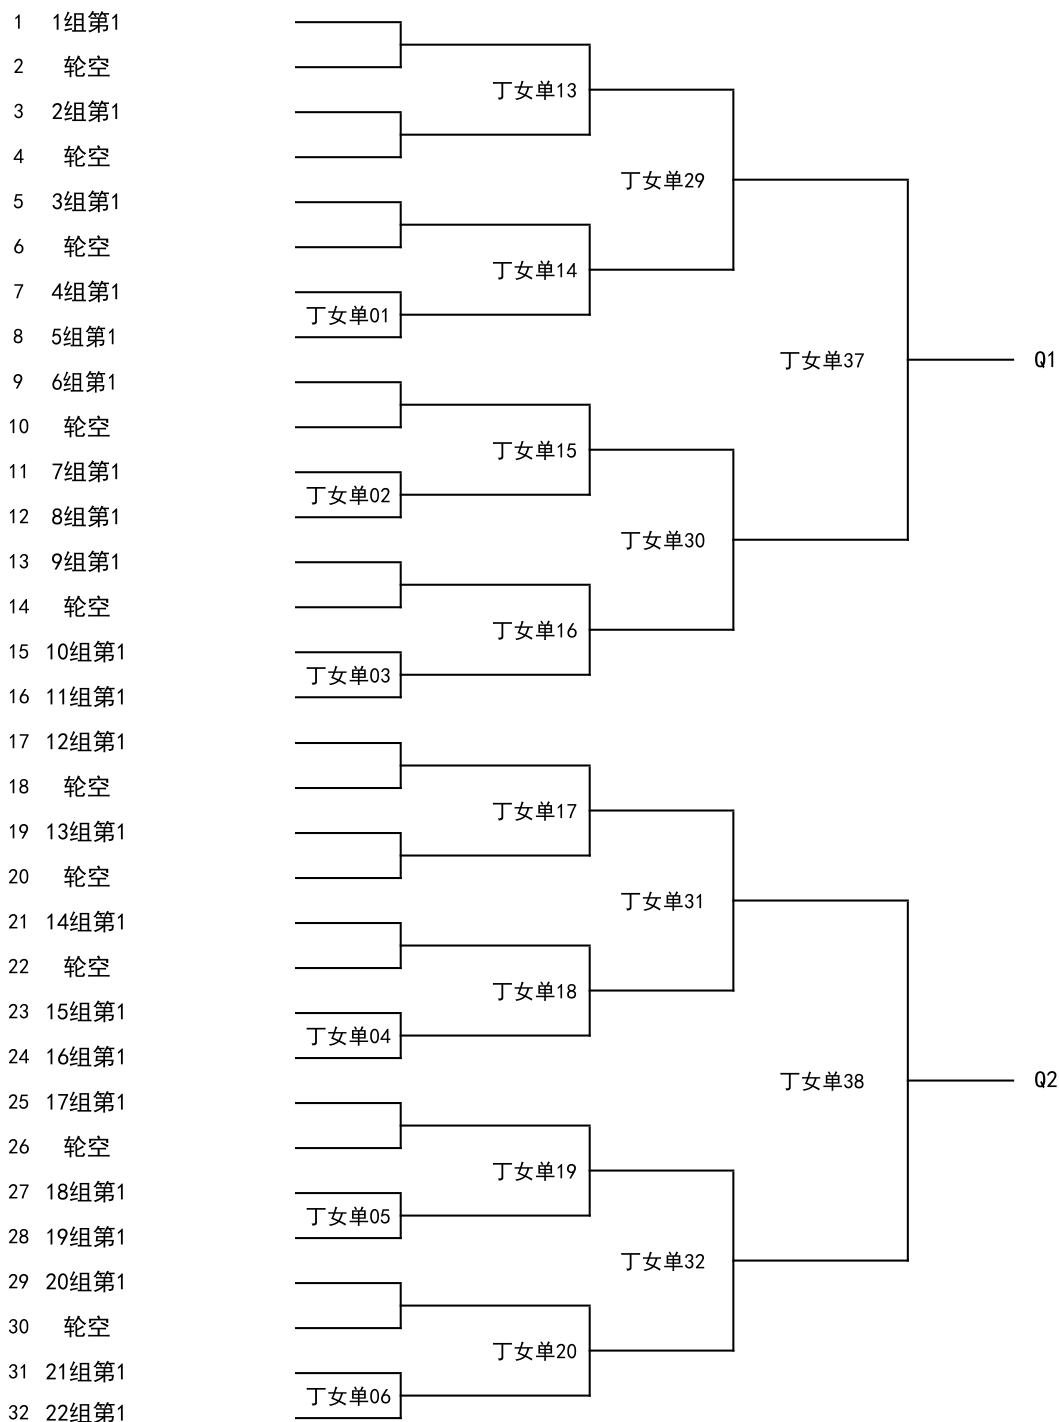 1 1组第1
2 轮空
丁女单13
3 2组第1
4 轮空
丁女单29
5 3组第1
6 轮空
丁女单14
7 4组第1
丁女单01
8 5组第1
丁女单37 Q1
9 6组第1
10 轮空
丁女单15
11 7组第1
丁女单02
12 8组第1
丁女单30
13 9组第1
14 轮空
丁女单16
15 10组第1
丁女单03
16 11组第1
17 12组第1
18 轮空
丁女单17
19 13组第1
20 轮空
丁女单31
21 14组第1
22 轮空
丁女单18
23 15组第1
丁女单04
24 16组第1
丁女单38 Q2
25 17组第1
26 轮空
丁女单19
27 18组第1
丁女单05
28 19组第1
丁女单32
29 20组第1
30 轮空
丁女单20
31 21组第1
丁女单06
32 22组第1